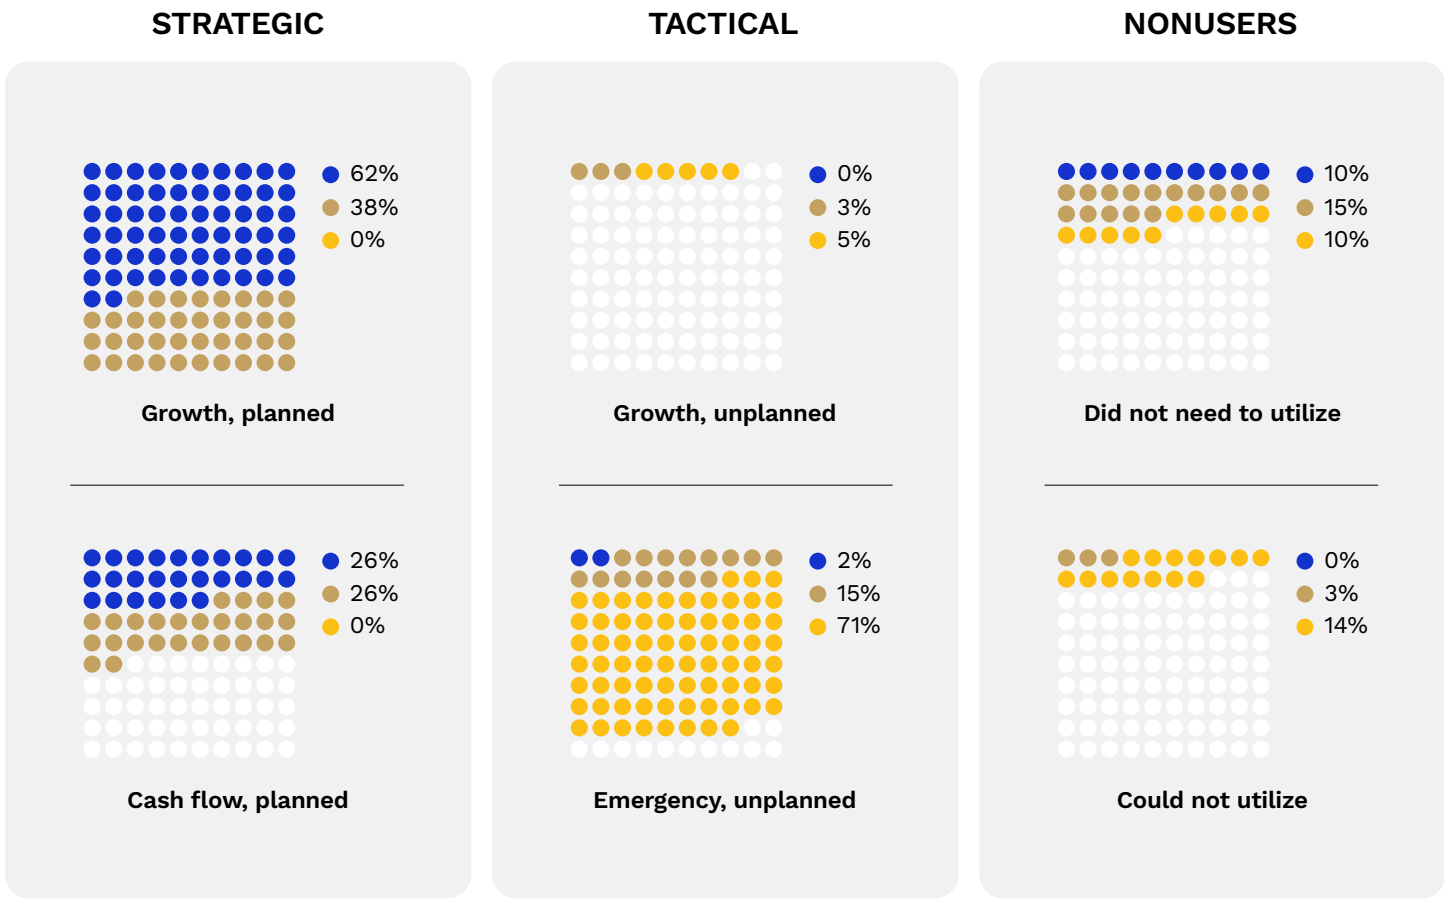 STRATEGIC
62%
38%
0%
Growth, planned
26%
26%
0%
Cash flow, planned
TACTICAL
0%
3%
5%
Growth, unplanned
2%
15%
71%
Emergency, unplanned
NONUSERS
10%
15%
10%
Did not need to utilize
0%
3%
14%
Could not utilize